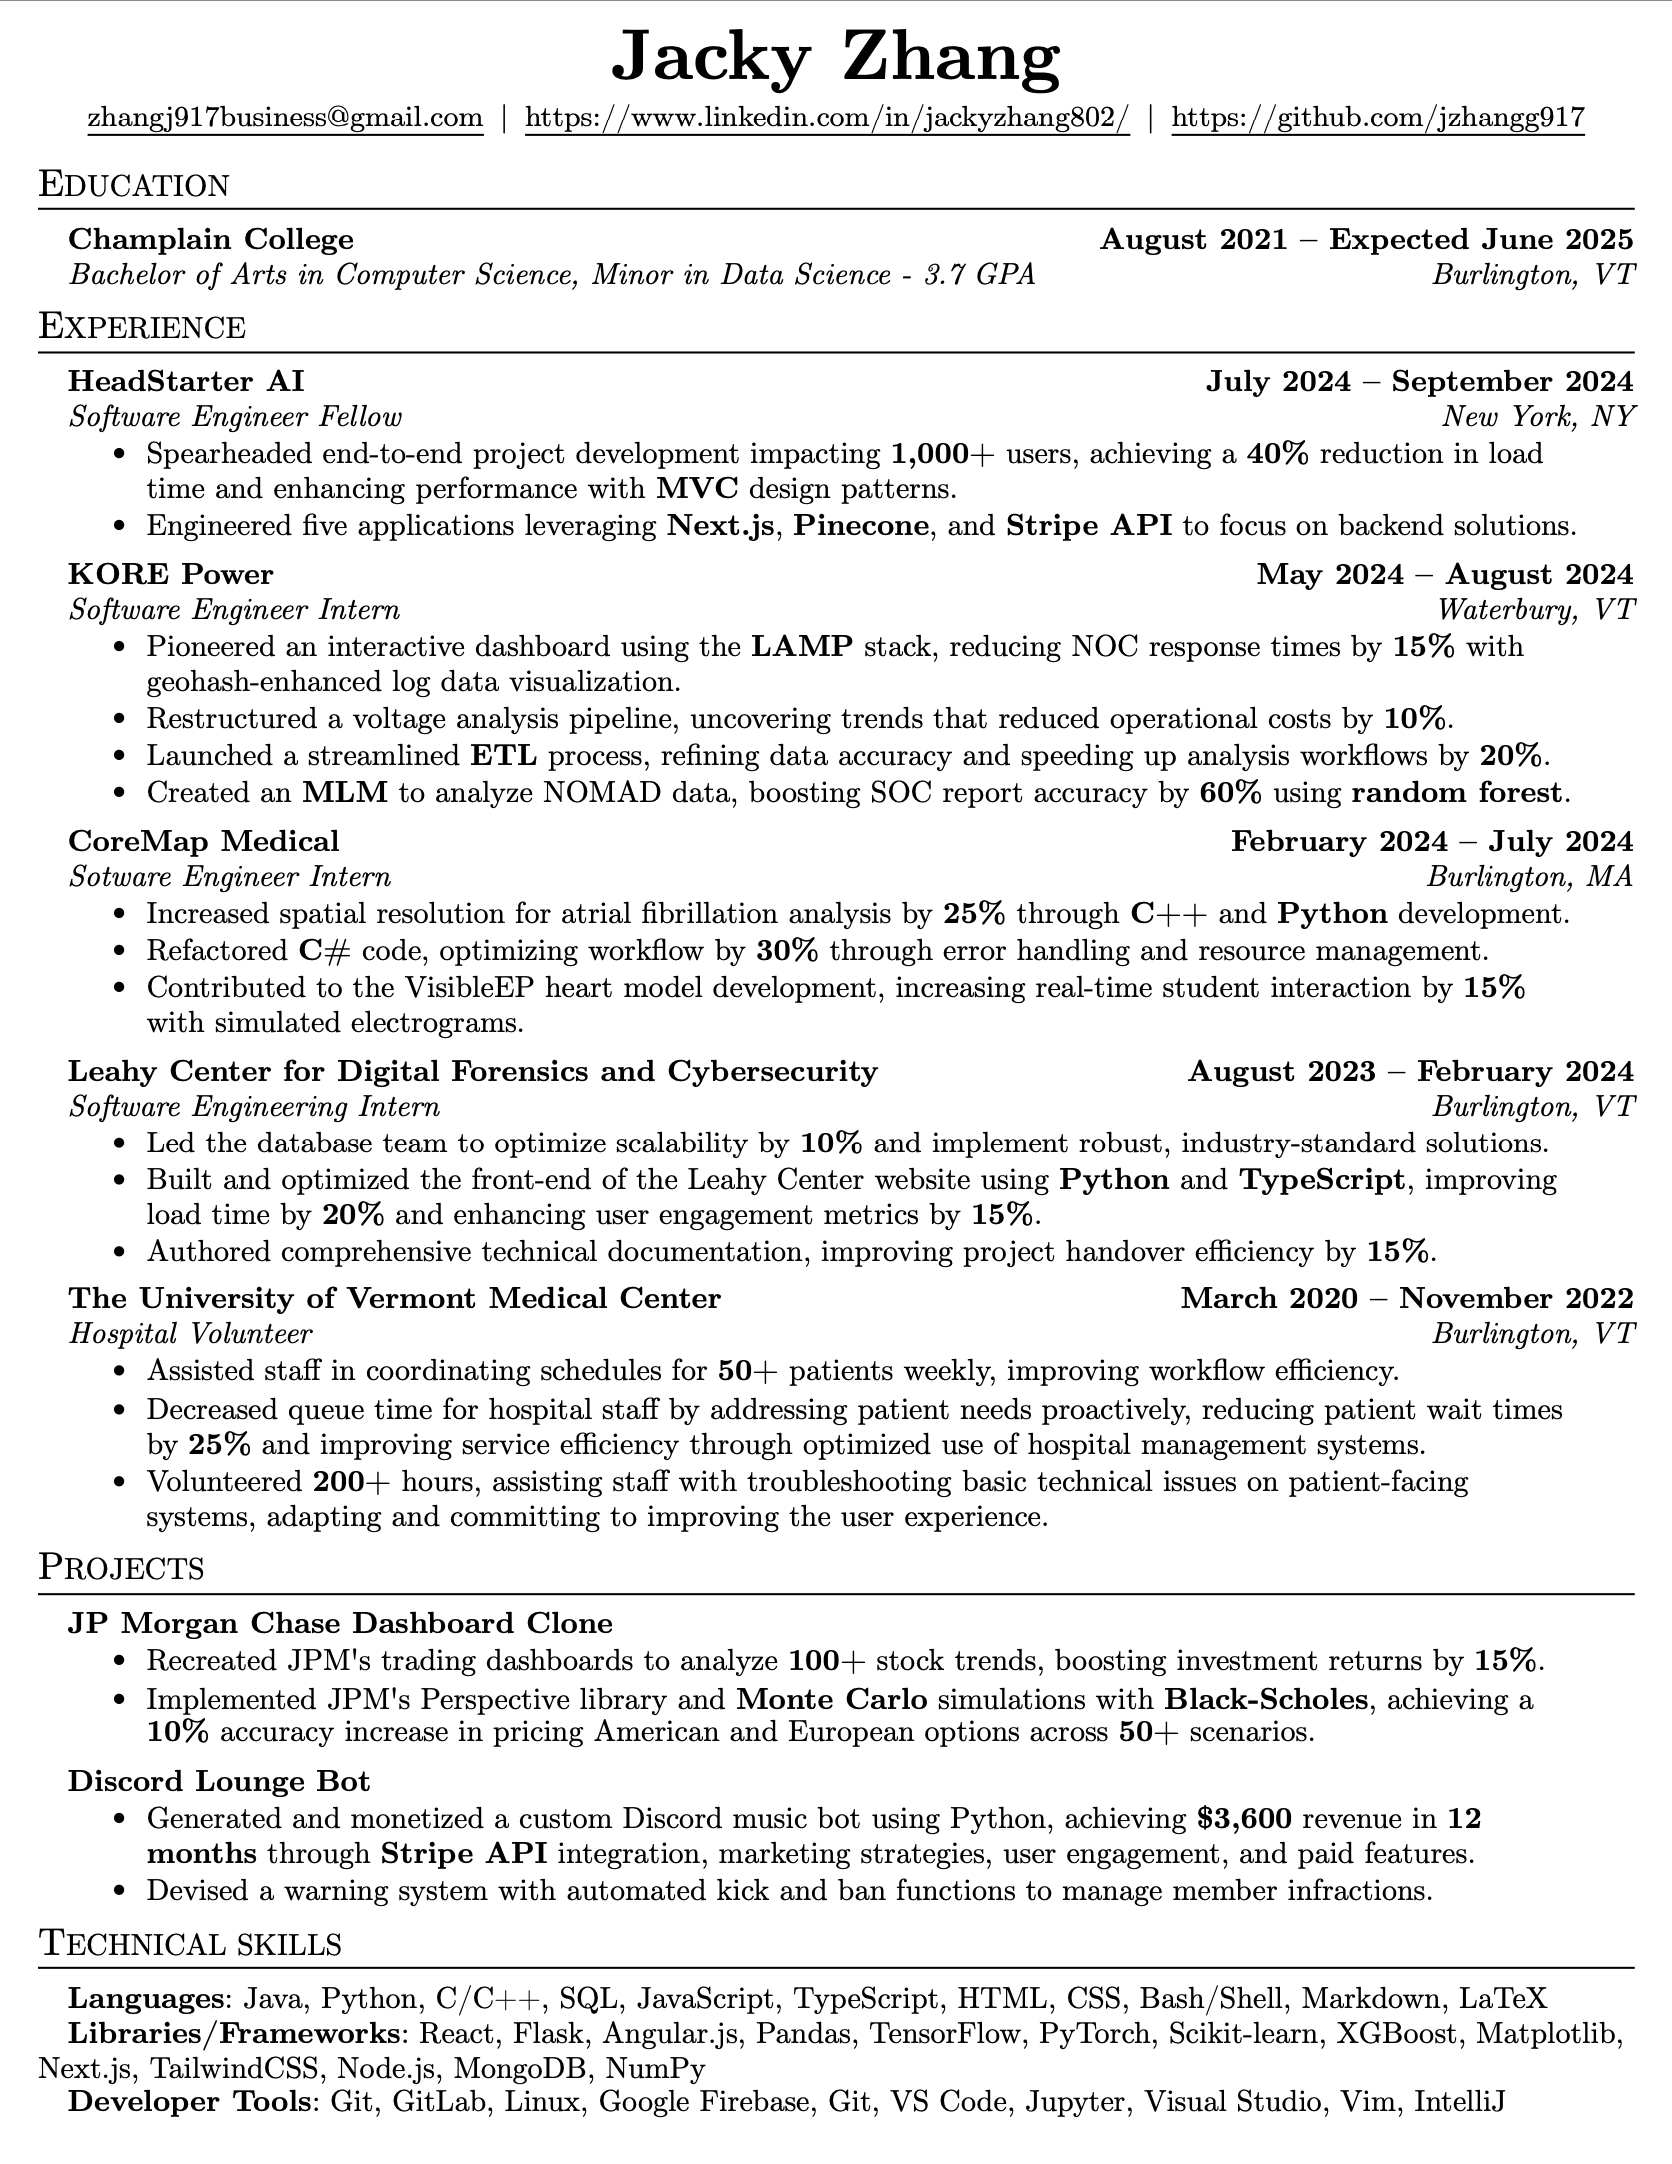 Jacky Zhang
zhangj917business@gmail.com | https://www.linkedin.com/in/jackyzhang802/ | https://github.com/jzhangg917
EDUCATION
Champlain College August 2021 – Expected June 2025
Bachelor of Arts in Computer Science, Minor in Data Science - 3.7 GPA Burlington, VT
EXPERIENCE
HeadStarter AI July 2024 – September 2024
Software Engineer Fellow New York, NY
• Spearheaded end-to-end project development impacting 1,000+ users, achieving a 40% reduction in load
time and enhancing performance with MVC design patterns.
• Engineered five applications leveraging Next.js, Pinecone, and Stripe API to focus on backend solutions.
KORE Power May 2024 – August 2024
Software Engineer Intern Waterbury, VT
• Pioneered an interactive dashboard using the LAMP stack, reducing NOC response times by 15% with
geohash-enhanced log data visualization.
• Restructured a voltage analysis pipeline, uncovering trends that reduced operational costs by 10%.
• Launched a streamlined ETL process, refining data accuracy and speeding up analysis workflows by 20%.
• Created an MLM to analyze NOMAD data, boosting SOC report accuracy by 60% using random forest.
CoreMap Medical February 2024 – July 2024
Sotware Engineer Intern Burlington, MA
• Increased spatial resolution for atrial fibrillation analysis by 25% through C++ and Python development.
• Refactored C# code, optimizing workflow by 30% through error handling and resource management.
• Contributed to the VisibleEP heart model development, increasing real-time student interaction by 15%
with simulated electrograms.
Leahy Center for Digital Forensics and Cybersecurity August 2023 – February 2024
Software Engineering Intern Burlington, VT
• Led the database team to optimize scalability by 10% and implement robust, industry-standard solutions.
• Built and optimized the front-end of the Leahy Center website using Python and TypeScript, improving
load time by 20% and enhancing user engagement metrics by 15%.
• Authored comprehensive technical documentation, improving project handover efficiency by 15%.
The University of Vermont Medical Center March 2020 – November 2022
Hospital Volunteer Burlington, VT
• Assisted staff in coordinating schedules for 50+ patients weekly, improving workflow efficiency.
• Decreased queue time for hospital staff by addressing patient needs proactively, reducing patient wait times
by 25% and improving service efficiency through optimized use of hospital management systems.
• Volunteered 200+ hours, assisting staff with troubleshooting basic technical issues on patient-facing
systems, adapting and committing to improving the user experience.
PROJECTS
JP Morgan Chase Dashboard Clone
• Recreated JPM's trading dashboards to analyze 100+ stock trends, boosting investment returns by 15%.
• Implemented JPM's Perspective library and Monte Carlo simulations with Black-Scholes, achieving a
10% accuracy increase in pricing American and European options across 50+ scenarios.
Discord Lounge Bot
• Generated and monetized a custom Discord music bot using Python, achieving $3,600 revenue in 12
months through Stripe API integration, marketing strategies, user engagement, and paid features.
• Devised a warning system with automated kick and ban functions to manage member infractions.
TECHNICAL SKILLS
Languages: Java, Python, C/C++, SQL, JavaScript, TypeScript, HTML, CSS, Bash/Shell, Markdown, LaTeX
Libraries/Frameworks: React, Flask, Angular.js, Pandas, TensorFlow, PyTorch, Scikit-learn, XGBoost, Matplotlib,
Next.js, TailwindCSS, Node.js, MongoDB, NumPy
Developer Tools: Git, GitLab, Linux, Google Firebase, Git, VS Code, Jupyter, Visual Studio, Vim, IntelliJ